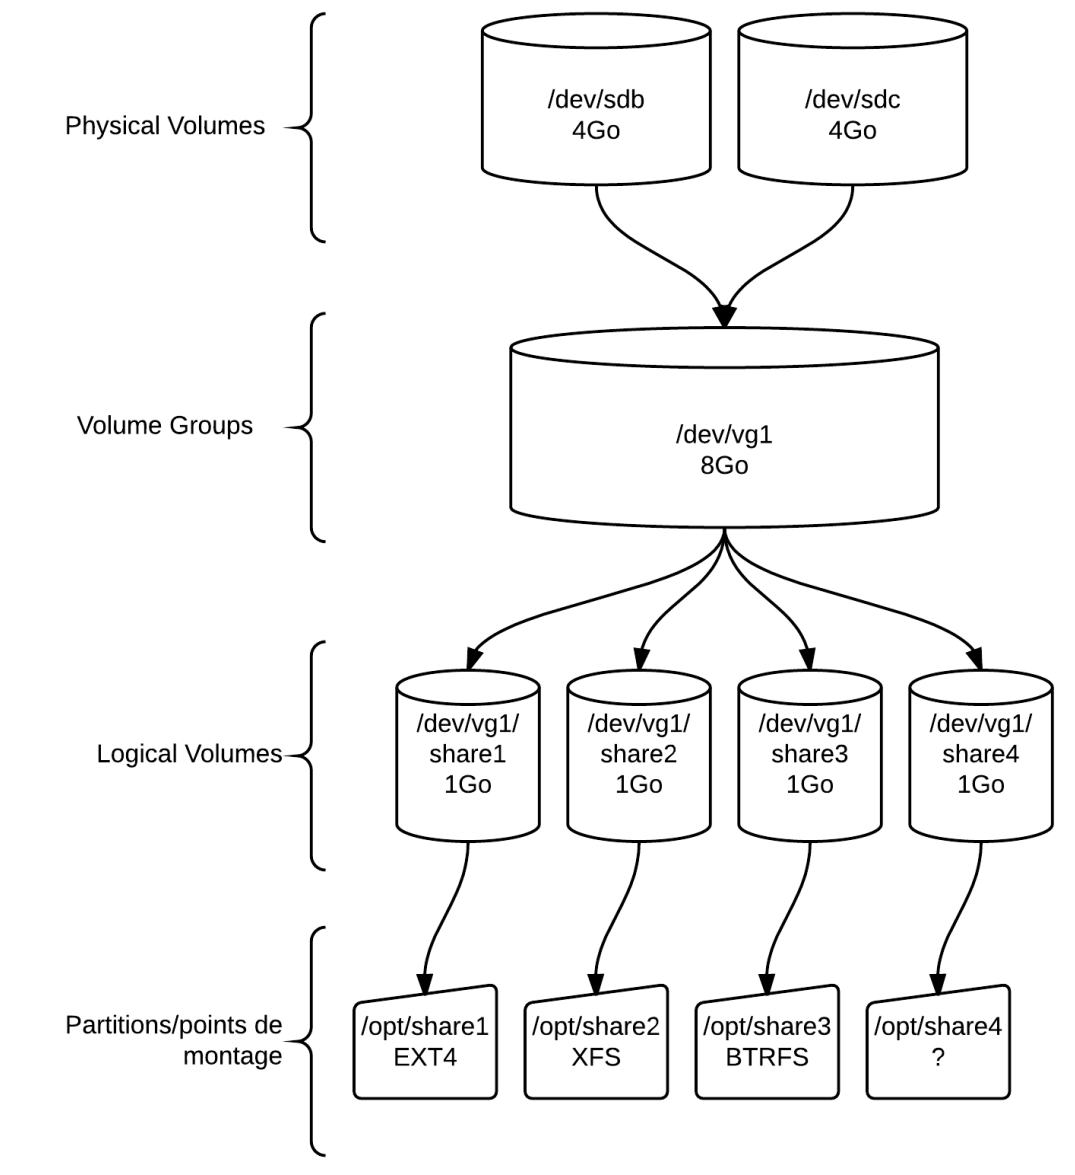 Physical Volumes
/dev/sdb
4Go
/dev/sdc
4Go
Volume Groups
/dev/vg1
8Go
Logical Volumes
/dev/vg1/
share1
1Go
/dev/vg1/
share2
1Go
/dev/vg1/
share3
1Go
/dev/vg1/
share4
1Go
Partitions/points de
montage
/opt/share1
EXT4
/opt/share2
XFS
/opt/share3
BTRFS
/opt/share4
?